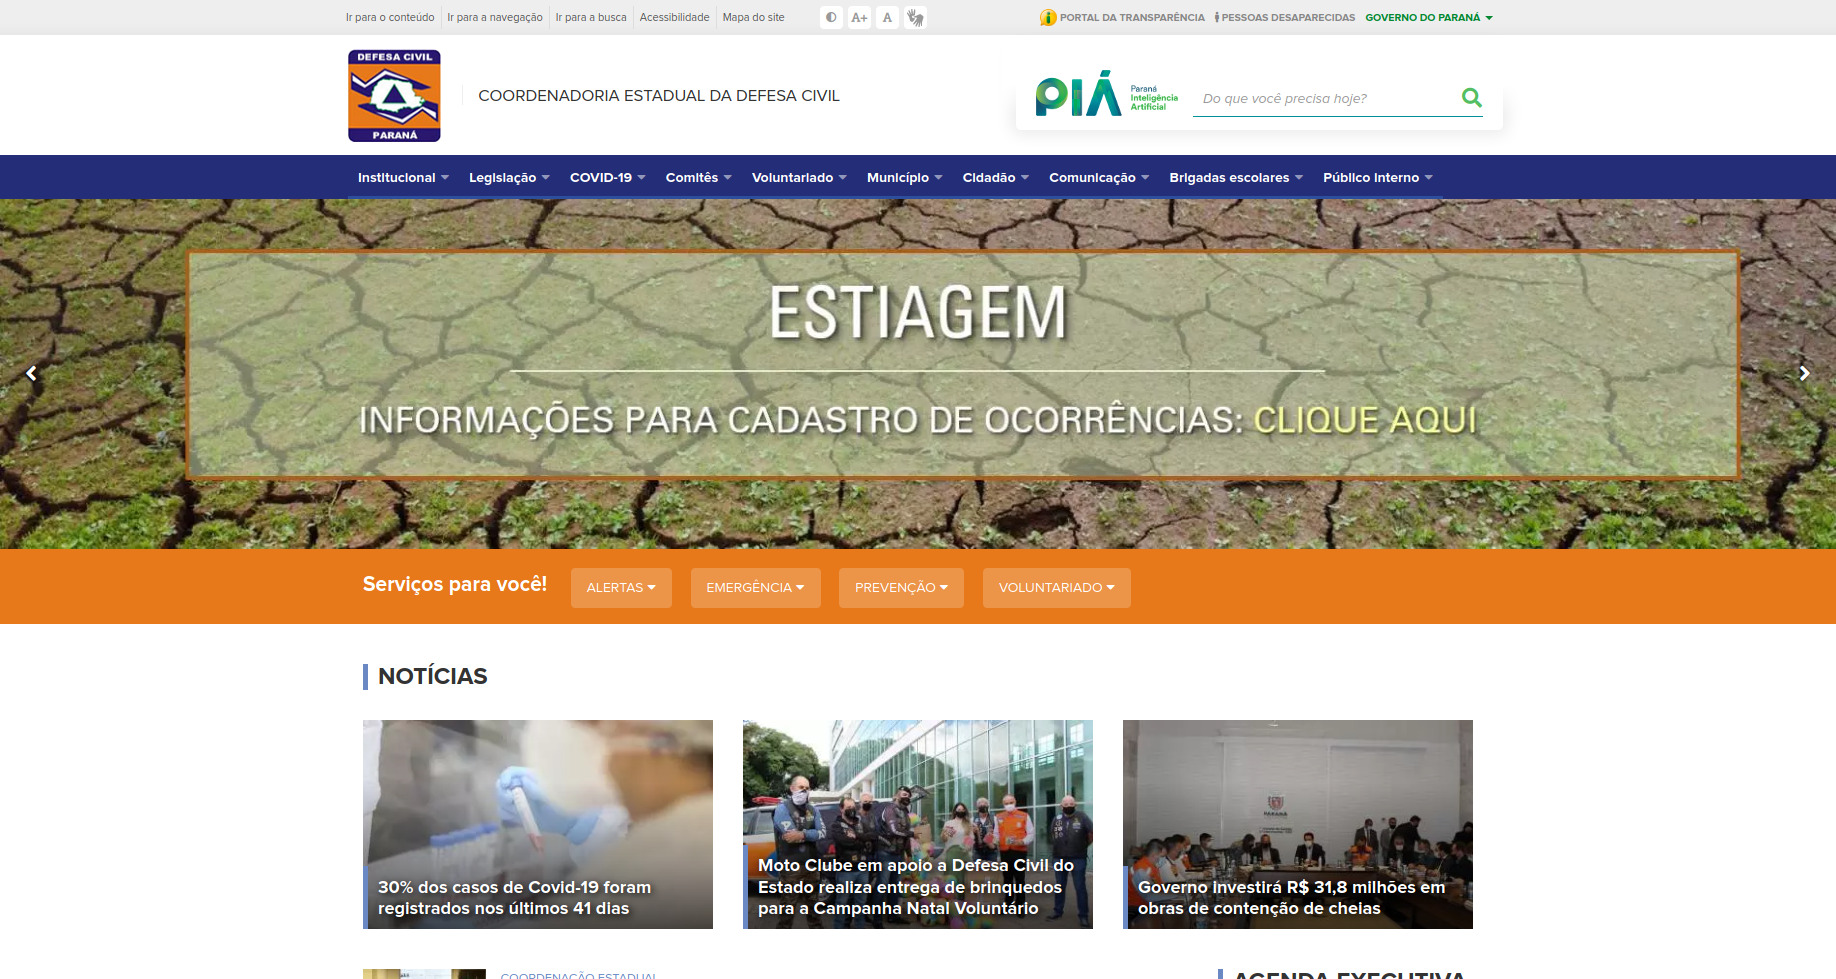 Ir para o conteúdo
Ir para a navegação
Ir para a busca
Acessibilidade
Mapa do site
A+
A
PORTAL DA TRANSPARÊNCIA
PESSOAS DESAPARECIDAS
GOVERNO DO PARANÁ
DEFESA CIVIL
PARANÁ
COORDENADORIA ESTADUAL DA DEFESA CIVIL
PIÁ
Paraná
Inteligência
Artificial
Do que você precisa hoje?
Institucional
Legislação
COVID-19
Comitês
Voluntariado
Município
Cidadão
Comunicação
Brigadas escolares
Público Interno
ESTIAGEM
INFORMAÇÕES PARA CADASTRO DE OCORRÊNCIAS: CLIQUE AQUI
Serviços para você!
ALERTAS
EMERGÊNCIA
PREVENÇÃO
VOLUNTARIADO
NOTÍCIAS
30% dos casos de Covid-19 foram
registrados nos últimos 41 dias
Moto Clube em apoio a Defesa Civil do
Estado realiza entrega de brinquedos
para a Campanha Natal Voluntário
PARANÁ
Governo investirá R$ 31,8 milhões em
obras de contenção de cheias
COORDENAÇÃO ESTADUAL
AGENDA EXECUTIVA